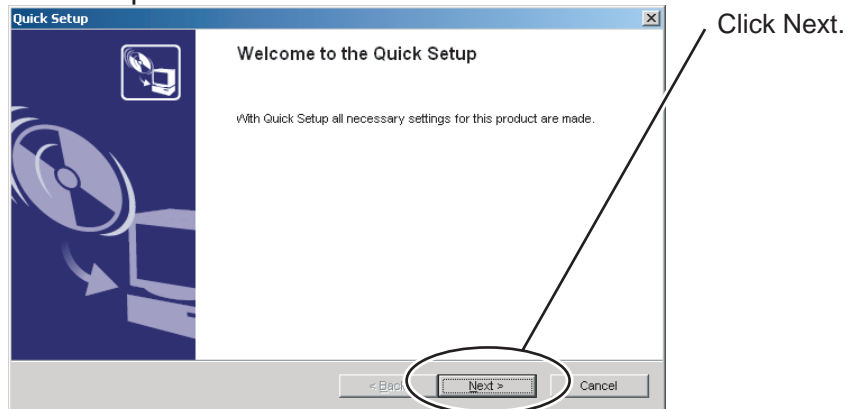 Quick Setup
Click Next.
Welcome to the Quick Setup
With Quick Setup all necessary settings for this product are made.
< Back
Next >
Cancel